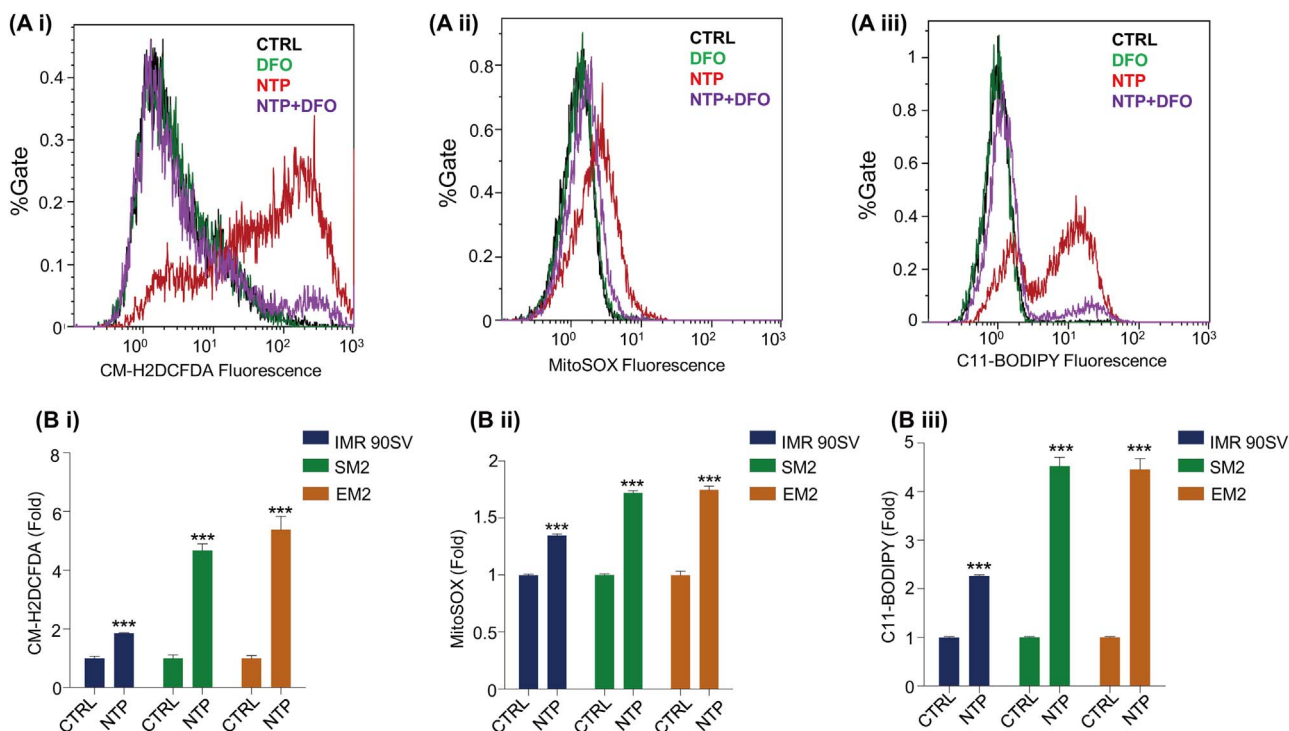 (A i)
CTRL
DFO
NTP
NTP+DFO
%Gate
0.4
0.3
0.2
0.1
0
10⁰ 10¹ 10² 10³
CM-H2DCFDA Fluorescence
(A ii)
CTRL
DFO
NTP
NTP+DFO
%Gate
0.8
0.6
0.4
0.2
0
10⁰ 10¹ 10² 10³
MitoSOX Fluorescence
(A iii)
CTRL
DFO
NTP
NTP+DFO
%Gate
1
0.8
0.6
0.4
0.2
0
10⁰ 10¹ 10² 10³
C11-BODIPY Fluorescence
(B i)
IMR 90SV
SM2
EM2
CM-H2DCFDA (Fold)
8
6
4
2
0
*** *** ***
CTRL NTP CTRL NTP CTRL NTP
(B ii)
IMR 90SV
SM2
EM2
MitoSOX (Fold)
2
1.5
1
0.5
0
*** *** ***
CTRL NTP CTRL NTP CTRL NTP
(B iii)
IMR 90SV
SM2
EM2
C11-BODIPY (Fold)
5
4
3
2
1
0
*** *** ***
CTRL NTP CTRL NTP CTRL NTP